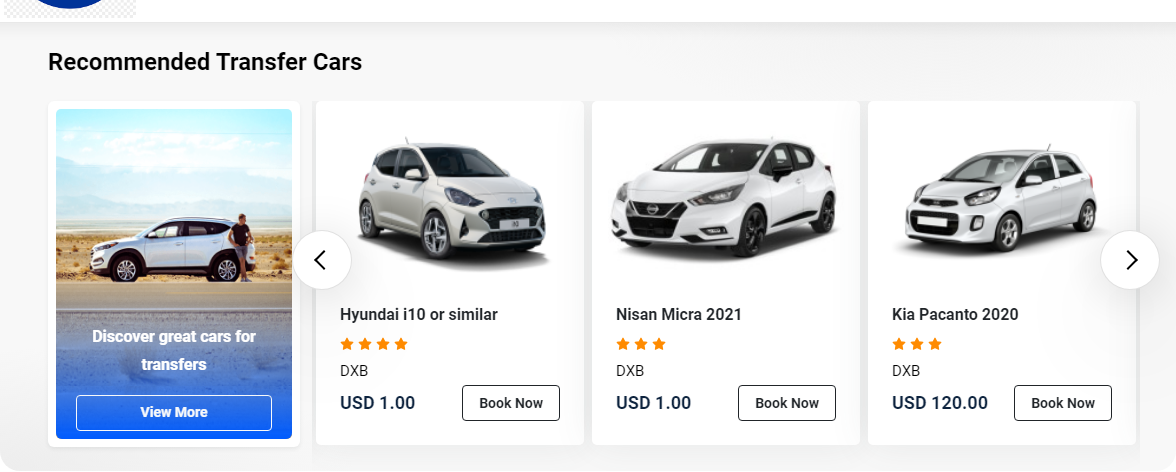 Recommended Transfer Cars
Discover great cars for
transfers
View More
Hyundai i10 or similar
DXB
USD 1.00
Book Now
Nisan Micra 2021
DXB
USD 1.00
Book Now
Kia Pacanto 2020
DXB
USD 120.00
Book Now